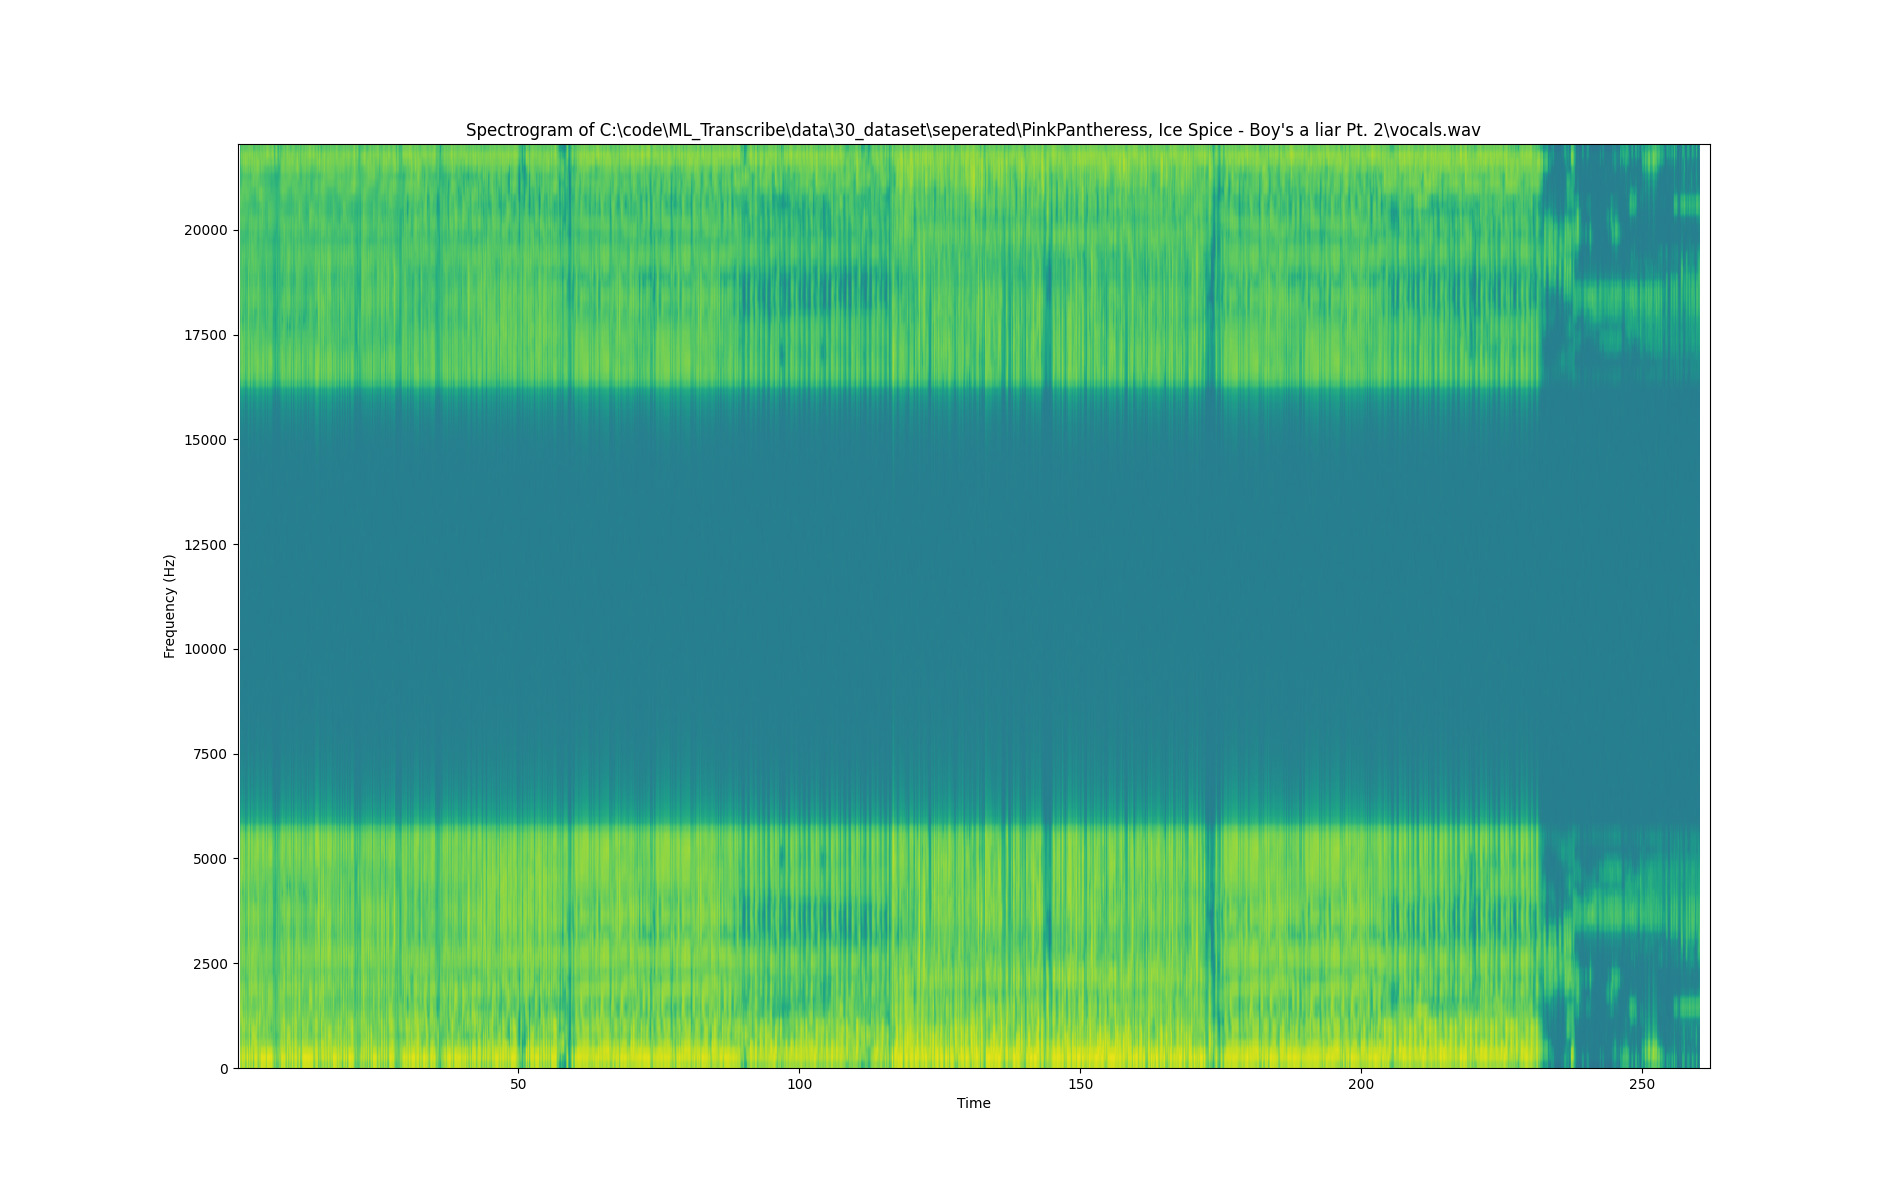 Spectrogram of C:\code\ML_Transcribe\data\30_dataset\seperated\PinkPantheress, Ice Spice - Boy's a liar Pt. 2\vocals.wav
Frequency (Hz)
20000
17500
15000
12500
10000
7500
5000
2500
0
50 100 150 200 250
Time